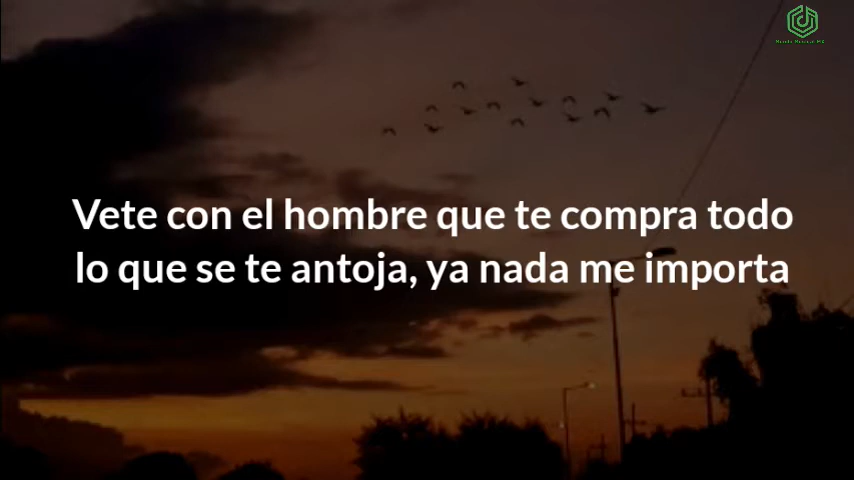 Vete con el hombre que te compra todo
lo que se te antoja, ya nada me importa